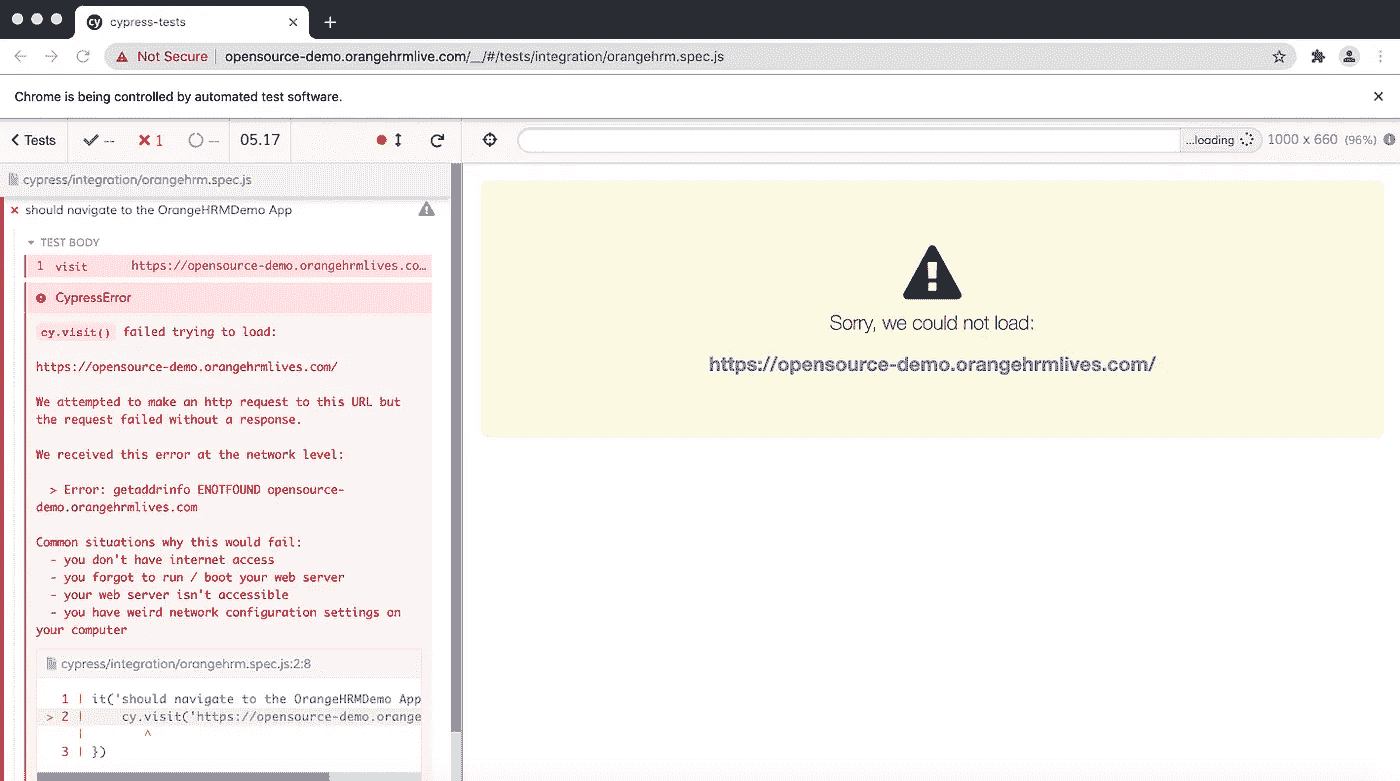 cypress-tests
Not Secure opensource-demo.orangehrmlive.com/__/#/tests/integration/orangehrm.spec.js
Chrome is being controlled by automated test software.
Tests -- 1 -- 05.17 ...loading 1000 x 660 (96%)
cypress/integration/orangehrm.spec.js
should navigate to the OrangeHRMDemo App
TEST BODY
1 visit https://opensource-demo.orangehrmlives.co…
CypressError
cy.visit() failed trying to load:
https://opensource-demo.orangehrmlives.com/
We attempted to make an http request to this URL but
the request failed without a response.
We received this error at the network level:
> Error: getaddrinfo ENOTFOUND opensource-
demo.orangehrmlives.com
Common situations why this would fail:
- you don't have internet access
- you forgot to run / boot your web server
- your web server isn't accessible
- you have weird network configuration settings on
your computer
cypress/integration/orangehrm.spec.js:2:8
1 | it('should navigate to the OrangeHRMDemo App
> 2 | cy.visit('https://opensource-demo.orange
| ^
3 | })
Sorry, we could not load:
https://opensource-demo.orangehrmlives.com/